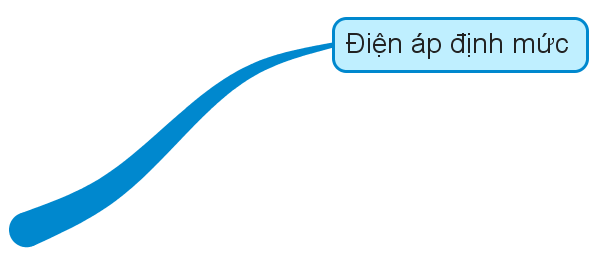 Điện áp định mức